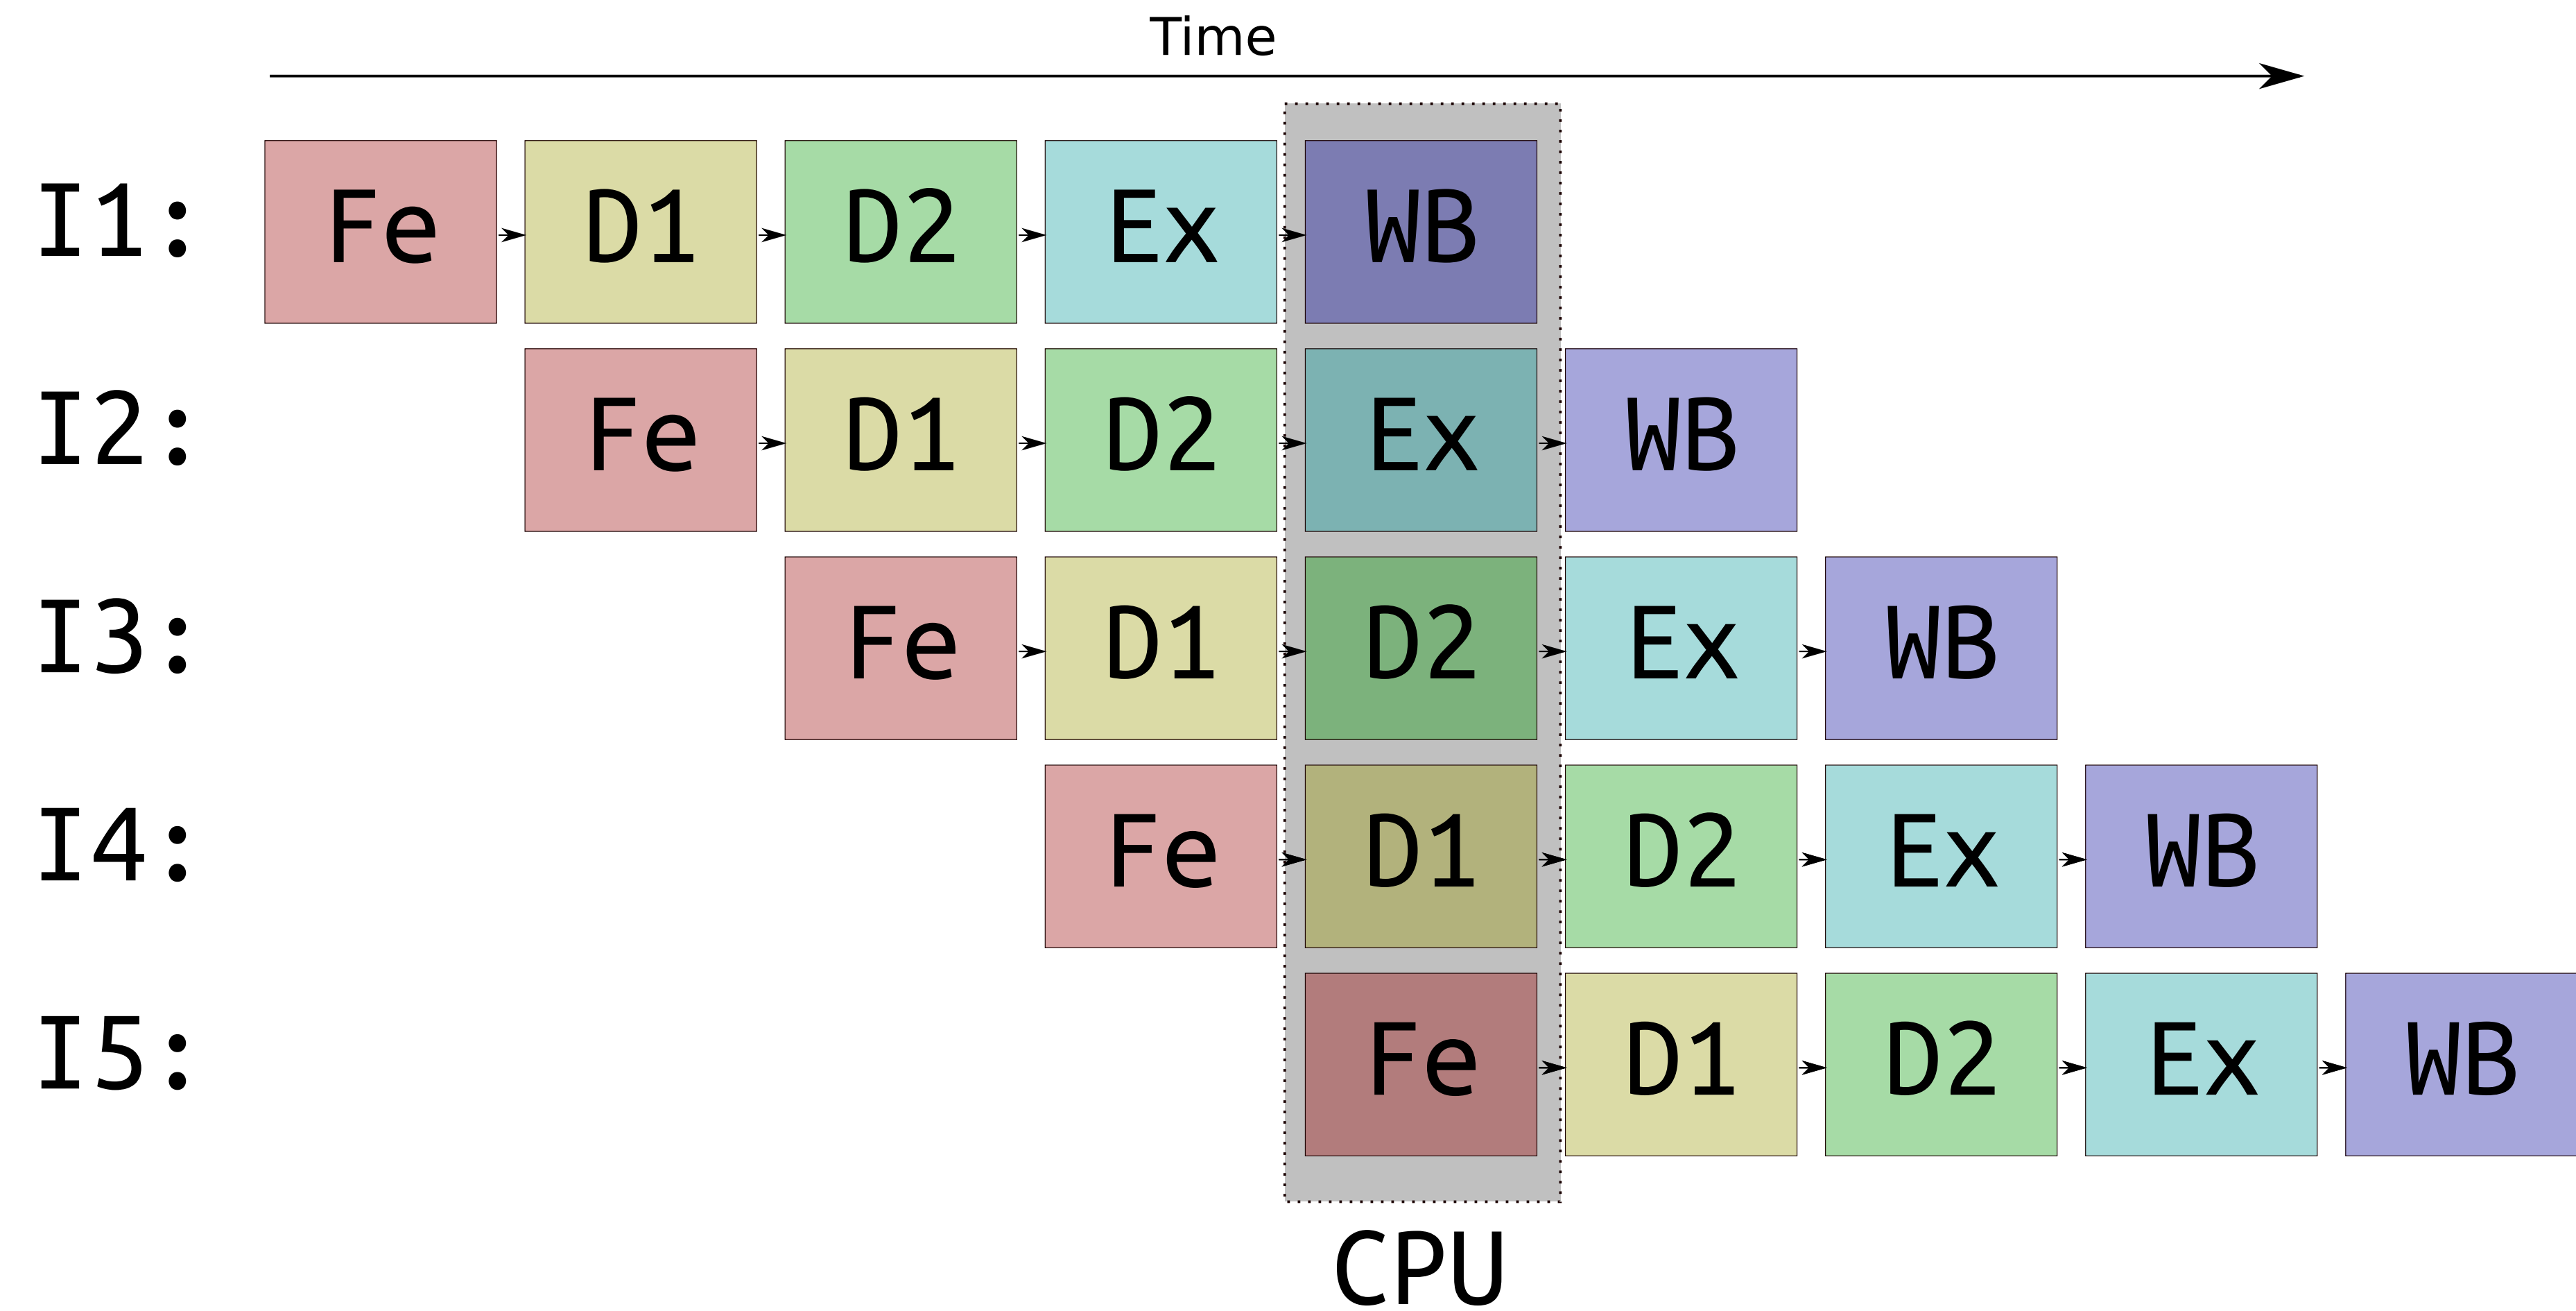 Time
I1: Fe D1 D2 Ex WB
I2: Fe D1 D2 Ex WB
I3: Fe D1 D2 Ex WB
I4: Fe D1 D2 Ex WB
I5: Fe D1 D2 Ex WB
CPU